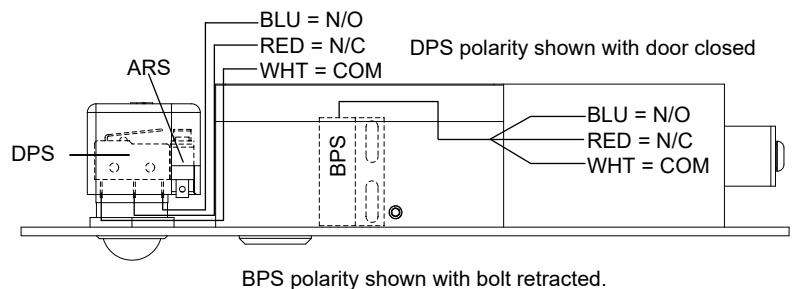 BLU = N/O
RED = N/C
WHT = COM
DPS polarity shown with door closed
ARS
DPS
BPS
BLU = N/O
RED = N/C
WHT = COM
BPS polarity shown with bolt retracted.